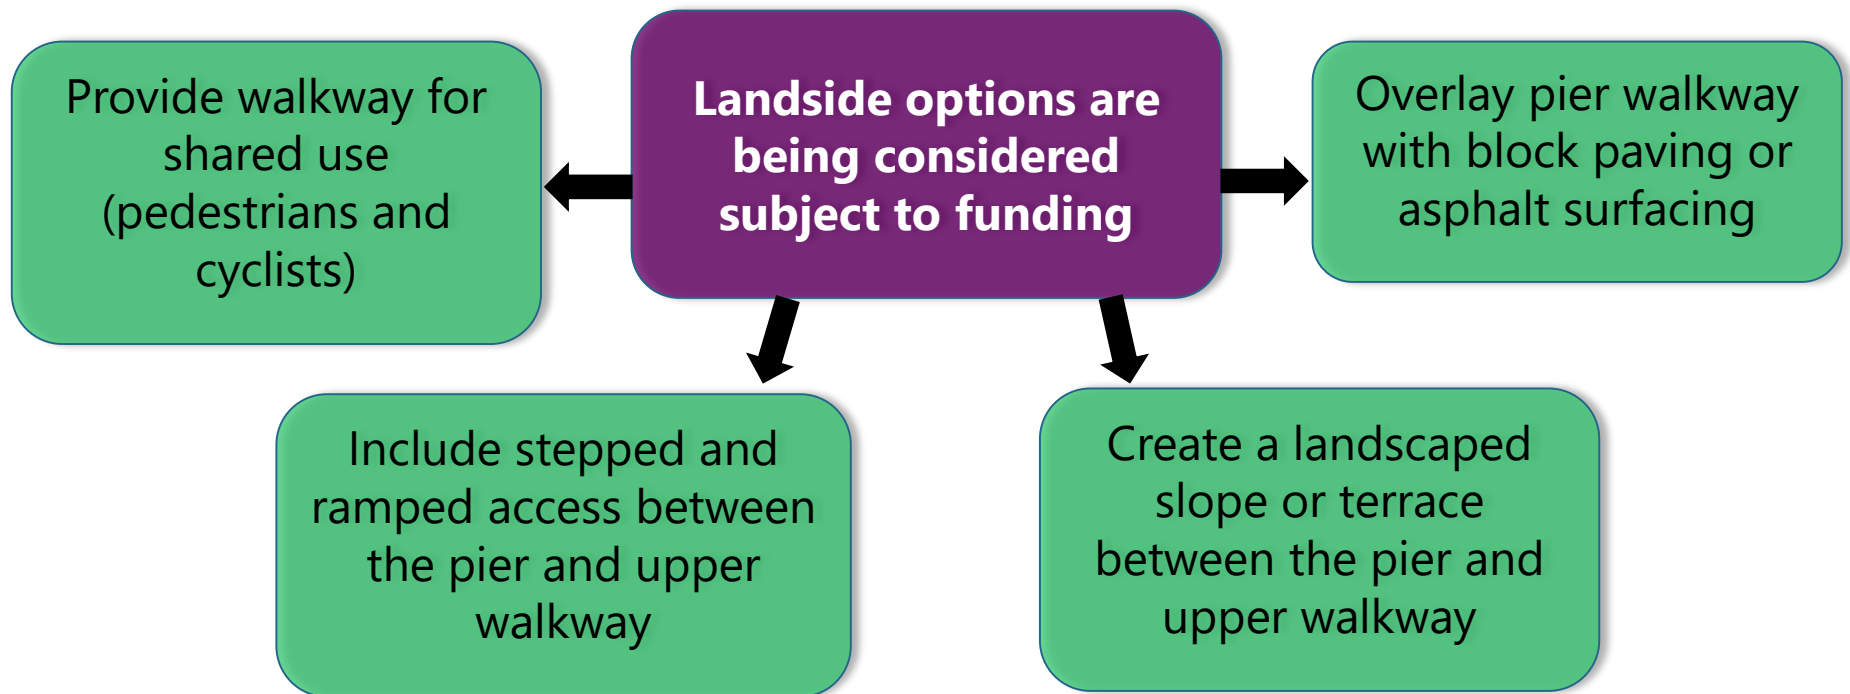 Provide walkway for
shared use
(pedestrians and
cyclists)
Landside options are
being considered
subject to funding
Overlay pier walkway
with block paving or
asphalt surfacing
Include stepped and
ramped access between
the pier and upper
walkway
Create a landscaped
slope or terrace
between the pier and
upper walkway